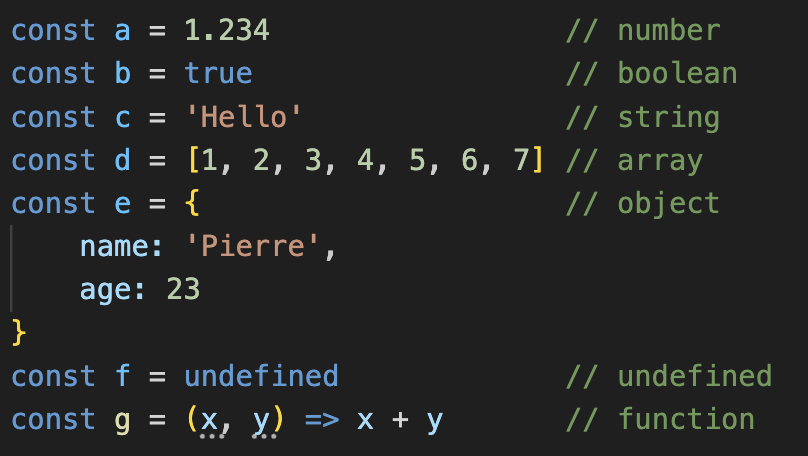 const a = 1.234 // number
const b = true // boolean
const c = 'Hello' // string
const d = [1, 2, 3, 4, 5, 6, 7] // array
const e = { // object
name: 'Pierre',
age: 23
}
const f = undefined // undefined
const g = (x, y) => x + y // function